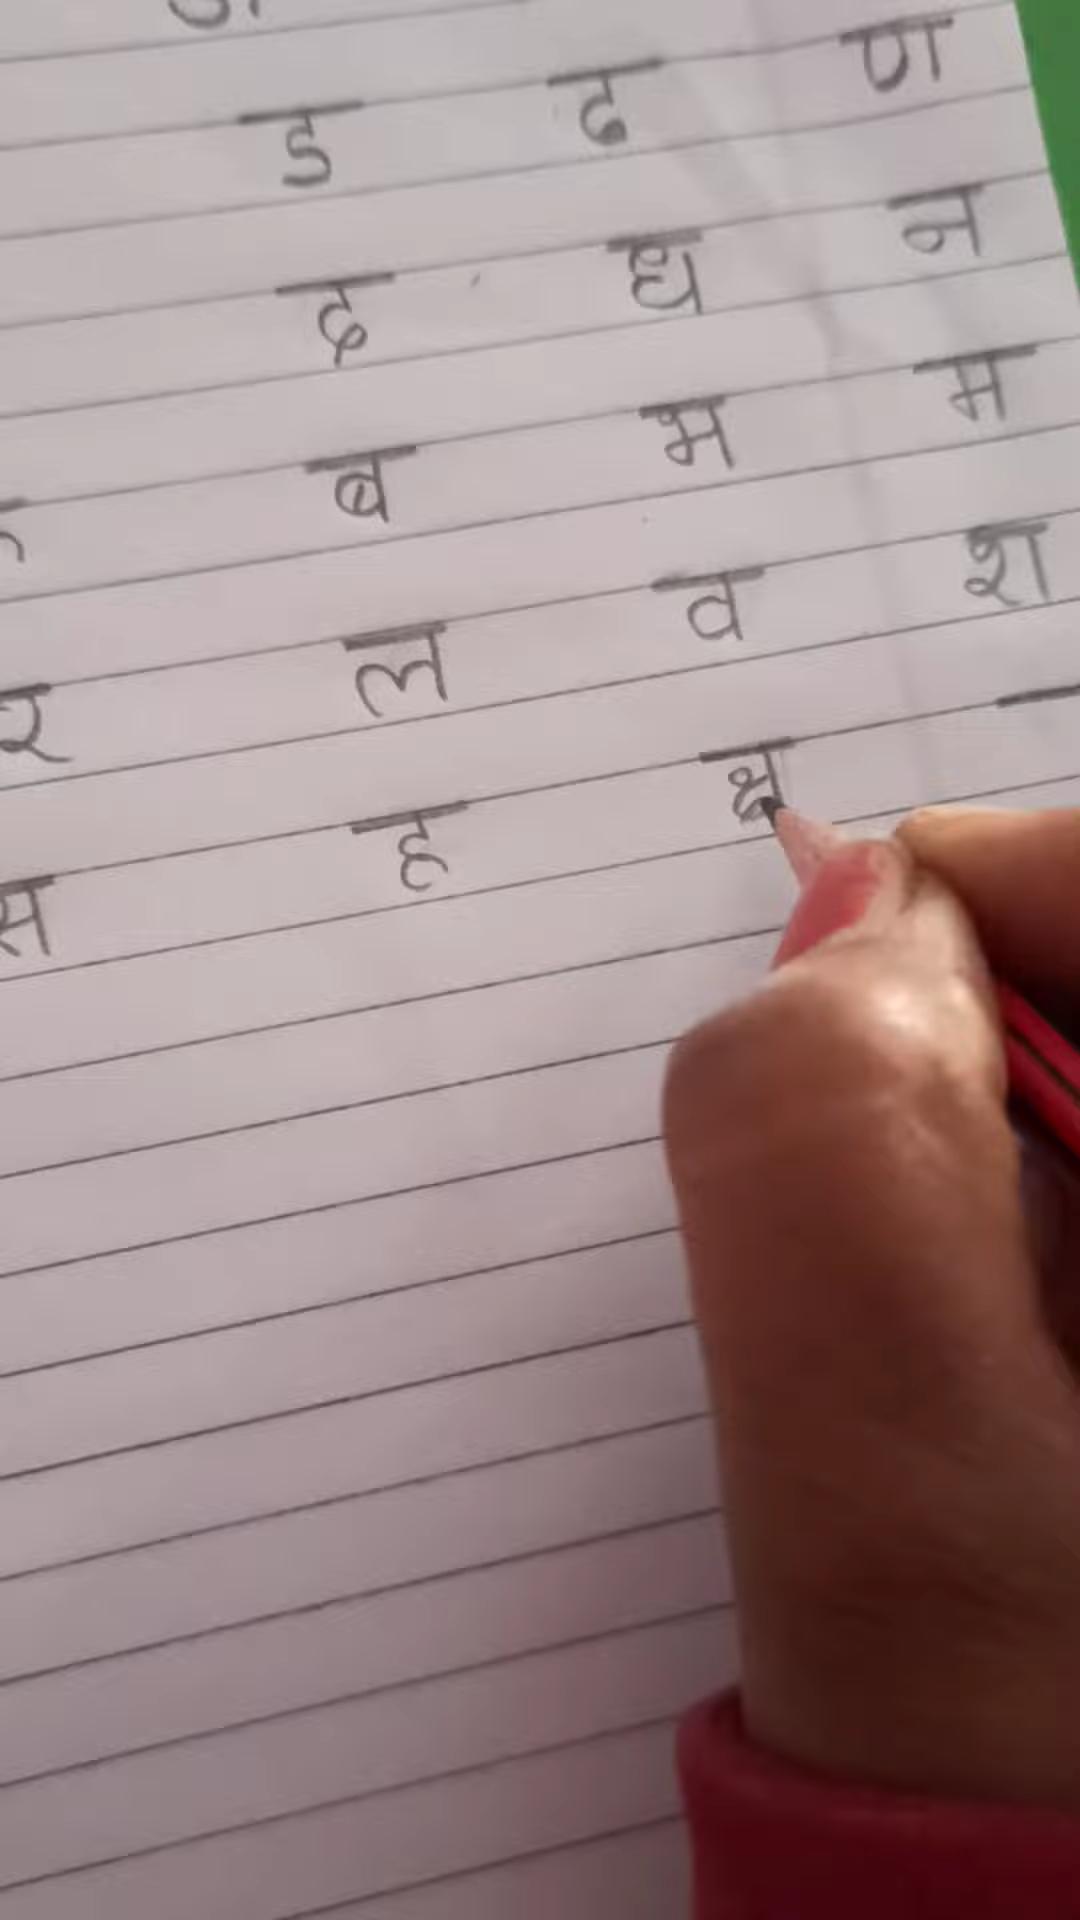 ड ढ ण
द ध न
ब भ म
र ल व श
स ह क्ष